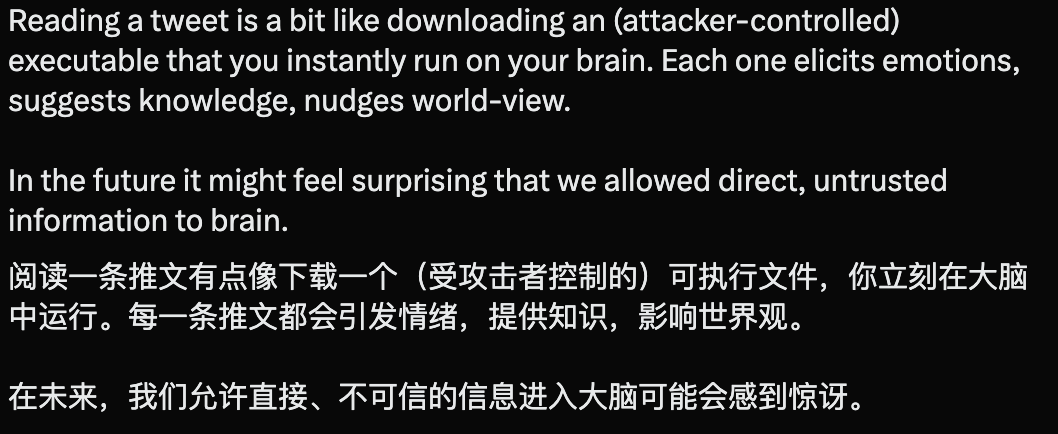 Reading a tweet is a bit like downloading an (attacker-controlled)
executable that you instantly run on your brain. Each one elicits emotions,
suggests knowledge, nudges world-view.
In the future it might feel surprising that we allowed direct, untrusted
information to brain.
阅读一条推文有点像下载一个（受攻击者控制的）可执行文件，你立刻在大脑
中运行。每一条推文都会引发情绪，提供知识，影响世界观。
在未来，我们允许直接、不可信的信息进入大脑可能会感到惊讶。